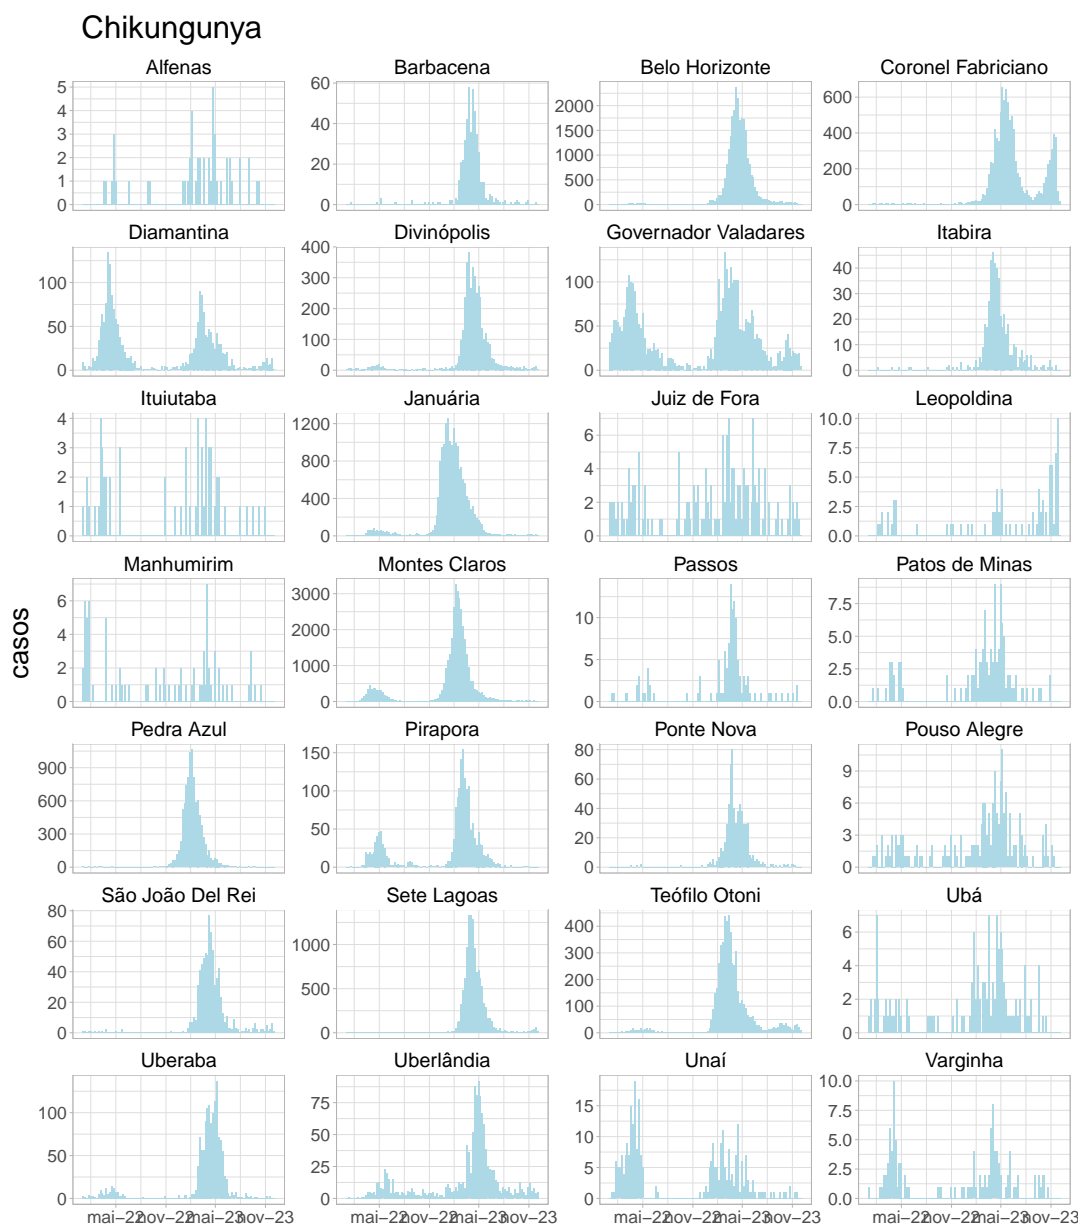 Chikungunya
Alfenas Barbacena Belo Horizonte Coronel Fabriciano
5 4 3 2 1 0
60 40 20 0
2000 1500 1000 500 0
600 400 200 0
Diamantina Divinópolis Governador Valadares Itabira
100 50 0
400 300 200 100 0
100 50 0
40 30 20 10 0
Ituiutaba Januária Juiz de Fora Leopoldina
4 3 2 1 0
1200 800 400 0
6 4 2 0
10.0 7.5 5.0 2.5 0.0
Manhumirim Montes Claros Passos Patos de Minas
6 4 2 0
3000 2000 1000 0
10 5 0
7.5 5.0 2.5 0.0
casos
Pedra Azul Pirapora Ponte Nova Pouso Alegre
900 600 300 0
150 100 50 0
80 60 40 20 0
9 6 3 0
São João Del Rei Sete Lagoas Teófilo Otoni Ubá
80 60 40 20 0
1000 500 0
400 300 200 100 0
6 4 2 0
Uberaba Uberlândia Unaí Varginha
100 50 0
75 50 25 0
15 10 5 0
10.0 7.5 5.0 2.5 0.0
mai–22 nov–22 mai–23 nov–23 mai–22 nov–22 mai–23 nov–23 mai–22 nov–22 mai–23 nov–23 mai–22 nov–22 mai–23 nov–23